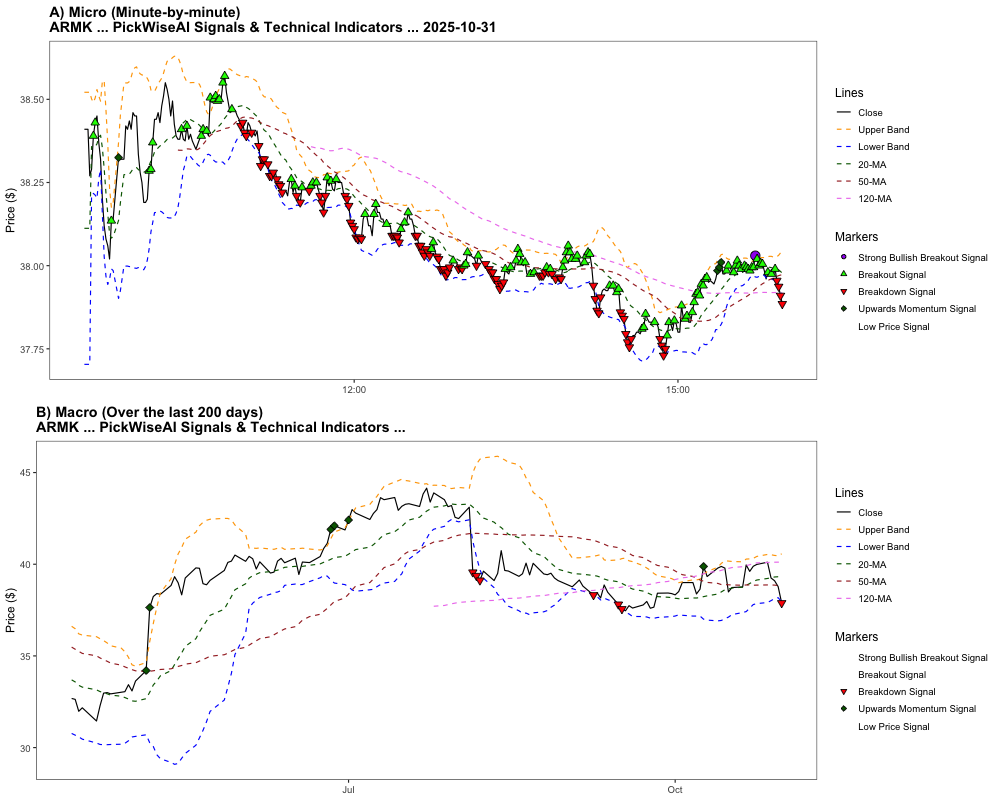 A) Micro (Minute-by-minute)
ARMK ... PickWiseAI Signals & Technical Indicators ... 2025-10-31
Price ($)
38.50
38.25
38.00
37.75
12:00
15:00
Lines
Close
Upper Band
Lower Band
20-MA
50-MA
120-MA
Markers
Strong Bullish Breakout Signal
Breakout Signal
Breakdown Signal
Upwards Momentum Signal
Low Price Signal
B) Macro (Over the last 200 days)
ARMK ... PickWiseAI Signals & Technical Indicators ...
Price ($)
45
40
35
30
Jul
Oct
Lines
Close
Upper Band
Lower Band
20-MA
50-MA
120-MA
Markers
Strong Bullish Breakout Signal
Breakout Signal
Breakdown Signal
Upwards Momentum Signal
Low Price Signal